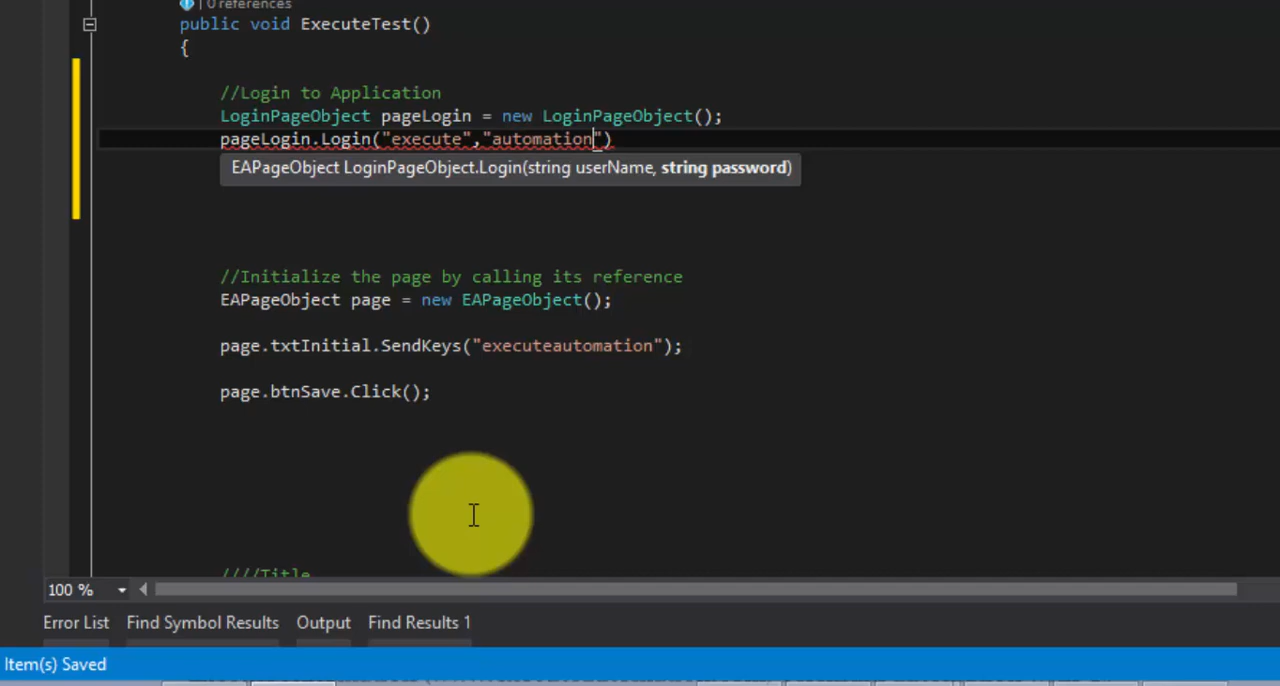 0 references
public void ExecuteTest()
{
//Login to Application
LoginPageObject pageLogin = new LoginPageObject();
pageLogin.Login("execute","automation")
EAPageObject LoginPageObject.Login(string userName, string password)
//Initialize the page by calling its reference
EAPageObject page = new EAPageObject();
page.txtInitial.SendKeys("executeautomation");
page.btnSave.Click();
////Title
100 %
Error List Find Symbol Results Output Find Results 1
Item(s) Saved